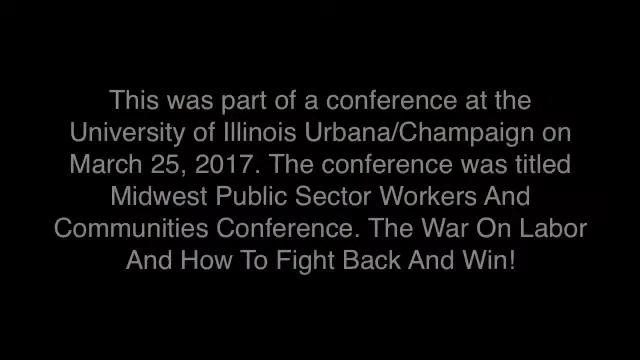 This was part of a conference at the
University of Illinois Urbana/Champaign on
March 25, 2017. The conference was titled
Midwest Public Sector Workers And
Communities Conference. The War On Labor
And How To Fight Back And Win!